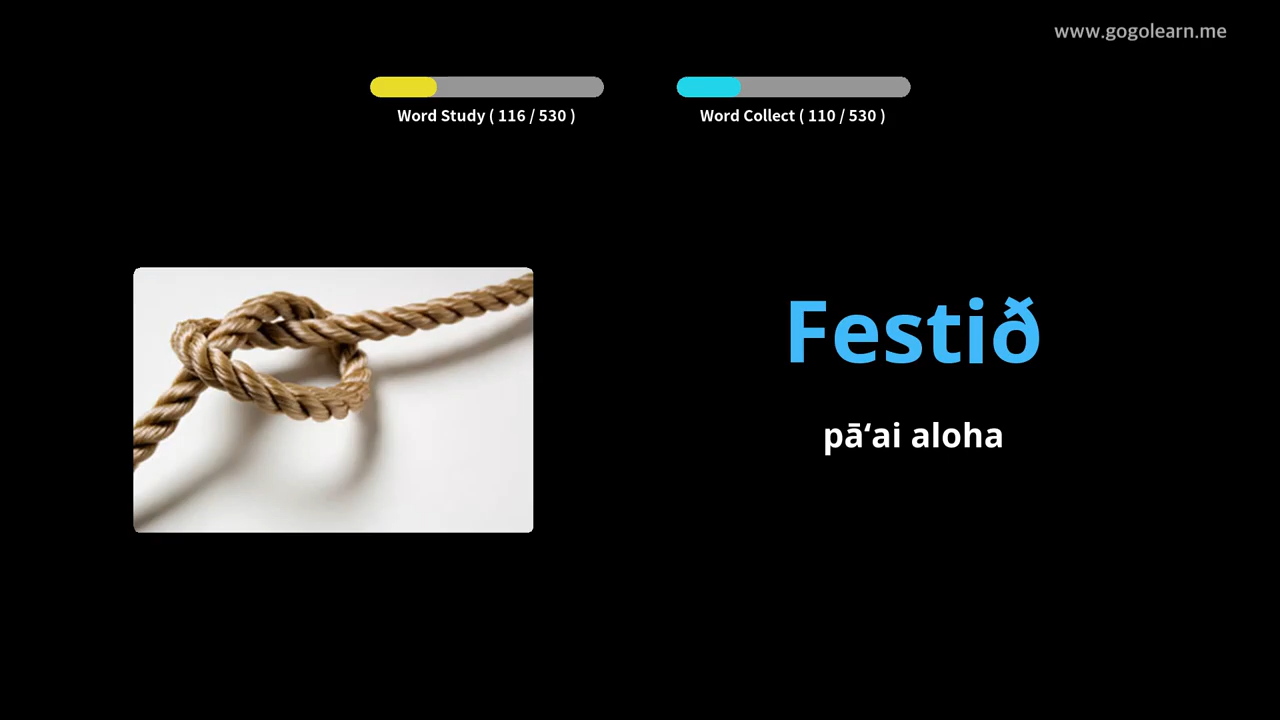 www.gogolearn.me
Word Study ( 116 / 530 )
Word Collect ( 110 / 530 )
Festið
pāʻai aloha